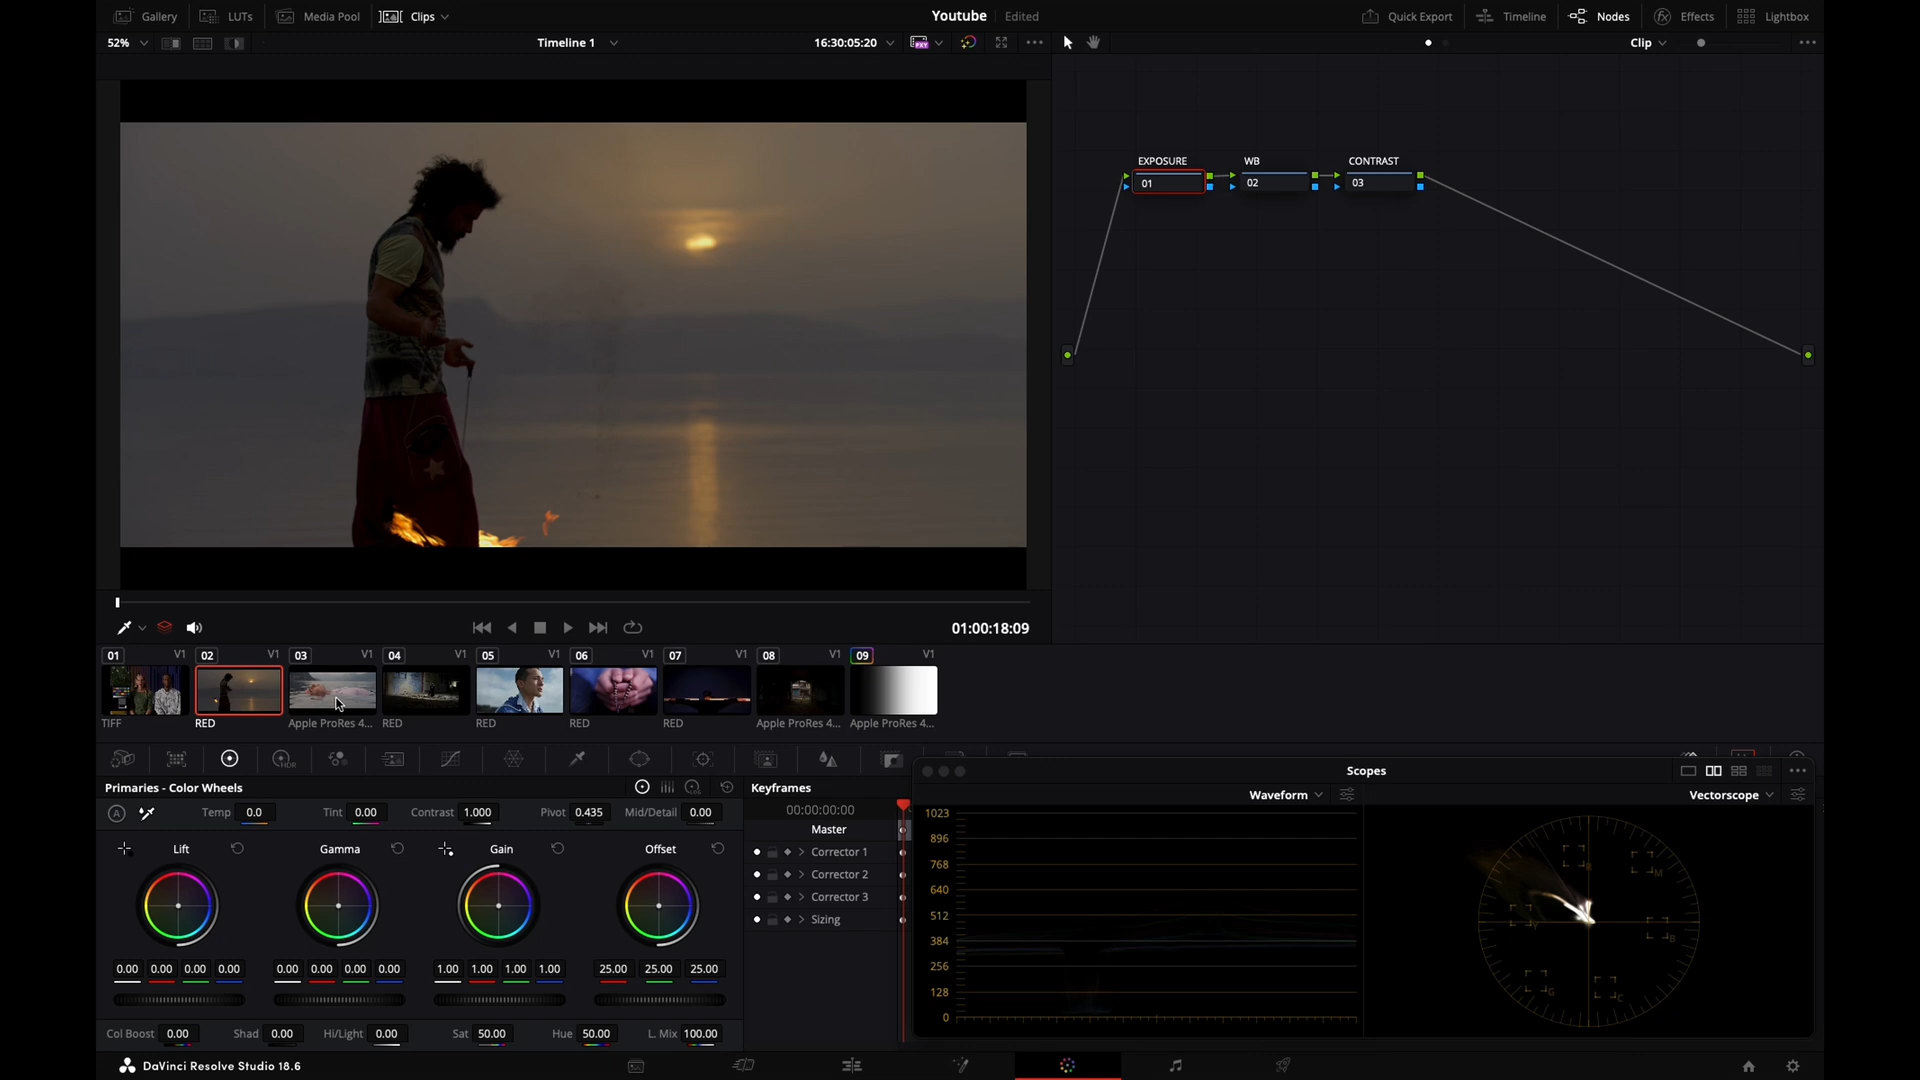 Gallery LUTs Media Pool Clips Youtube Edited Quick Export Timeline Nodes Effects Lightbox
52% Timeline 1 16:30:05:20 PXY Clip
EXPOSURE WB CONTRAST
01 02 03
01:00:18:09
01 V1 02 V1 03 V1 04 V1 05 V1 06 V1 07 V1 08 V1 09 V1
TIFF RED Apple ProRes 4... RED RED RED RED Apple ProRes 4... Apple ProRes 4...
HDR
Primaries - Color Wheels
Keyframes
Scopes
A Temp 0.0 Tint 0.00 Contrast 1.000 Pivot 0.435 Mid/Detail 0.00
00:00:00:00
Master
Corrector 1
Corrector 2
Corrector 3
Sizing
Waveform Vectorscope
Lift Gamma Gain Offset
0.00 0.00 0.00 0.00 0.00 0.00 0.00 0.00 1.00 1.00 1.00 1.00 25.00 25.00 25.00
Col Boost 0.00 Shad 0.00 Hi/Light 0.00 Sat 50.00 Hue 50.00 L. Mix 100.00
1023
896
768
640
512
384
256
128
0
R
M
Y
B
G
C
DaVinci Resolve Studio 18.6